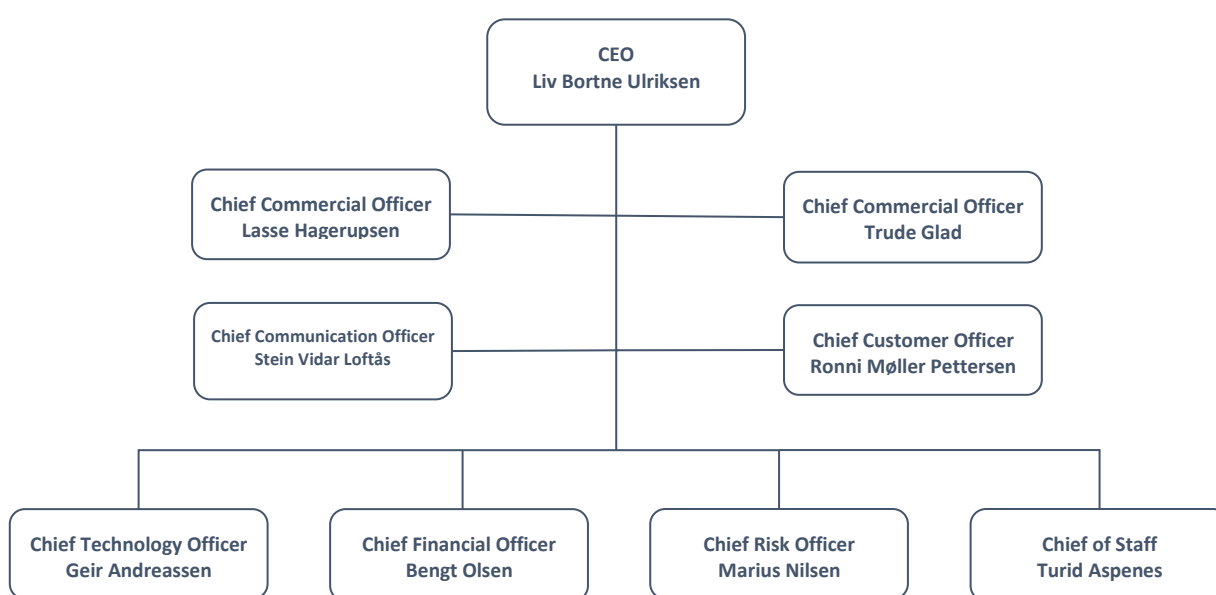 CEO
Liv Bortne Ulriksen
Chief Commercial Officer
Lasse Hagerupsen
Chief Commercial Officer
Trude Glad
Chief Communication Officer
Stein Vidar Loftås
Chief Customer Officer
Ronni Møller Pettersen
Chief Technology Officer
Geir Andreassen
Chief Financial Officer
Bengt Olsen
Chief Risk Officer
Marius Nilsen
Chief of Staff
Turid Aspenes